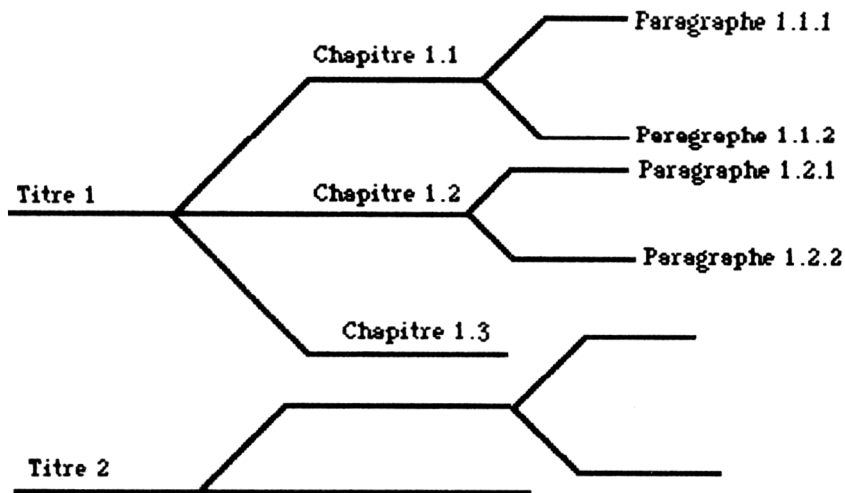 Paragraphe 1.1.1
Chapitre 1.1
Paragraphe 1.1.2
Paragraphe 1.2.1
Titre 1
Chapitre 1.2
Paragraphe 1.2.2
Chapitre 1.3
Titre 2